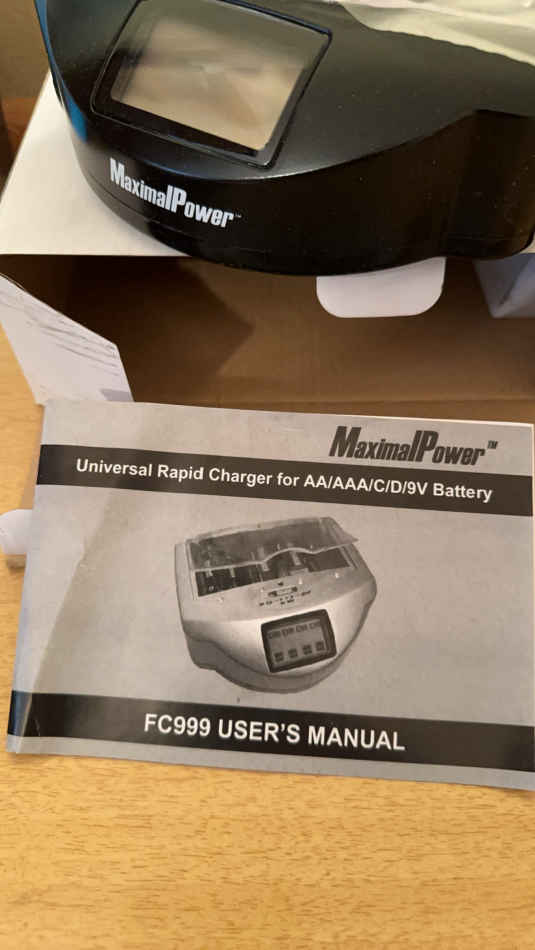 MaximalPower™
MaximalPower™
Universal Rapid Charger for AA/AAA/C/D/9V Battery
FC999 USER'S MANUAL